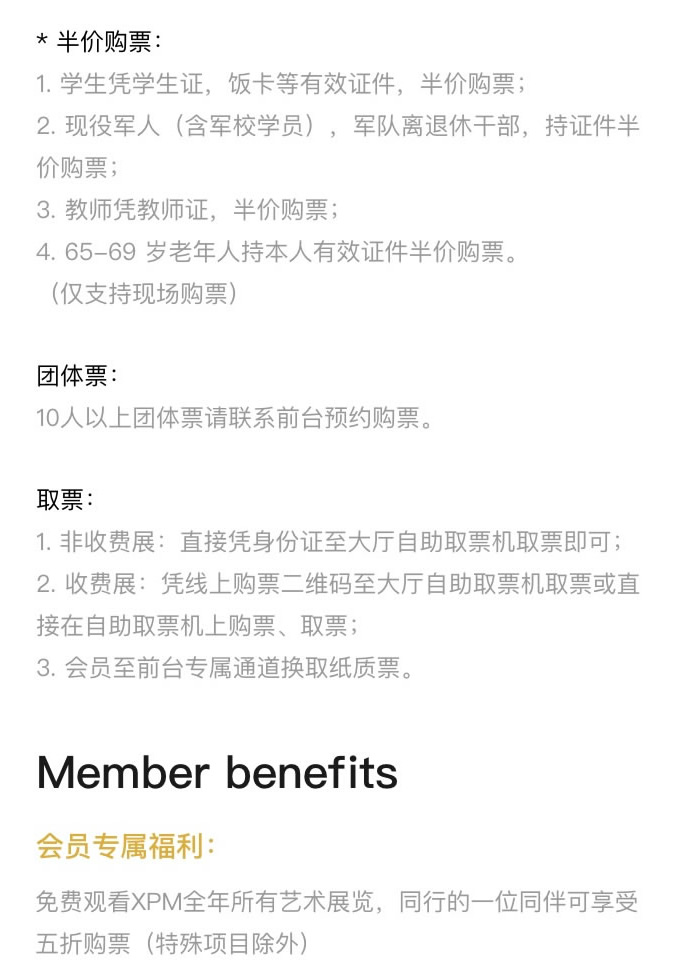 * 半价购票：
1. 学生凭学生证，饭卡等有效证件，半价购票；
2. 现役军人（含军校学员），军队离退休干部，持证件半
价购票；
3. 教师凭教师证，半价购票；
4. 65-69 岁老年人持本人有效证件半价购票。
（仅支持现场购票）
团体票：
10人以上团体票请联系前台预约购票。
取票：
1. 非收费展：直接凭身份证至大厅自助取票机取票即可；
2. 收费展：凭线上购票二维码至大厅自助取票机取票或直
接在自助取票机上购票、取票；
3. 会员至前台专属通道换取纸质票。
Member benefits
会员专属福利：
免费观看XPM全年所有艺术展览，同行的一位同伴可享受
五折购票（特殊项目除外）